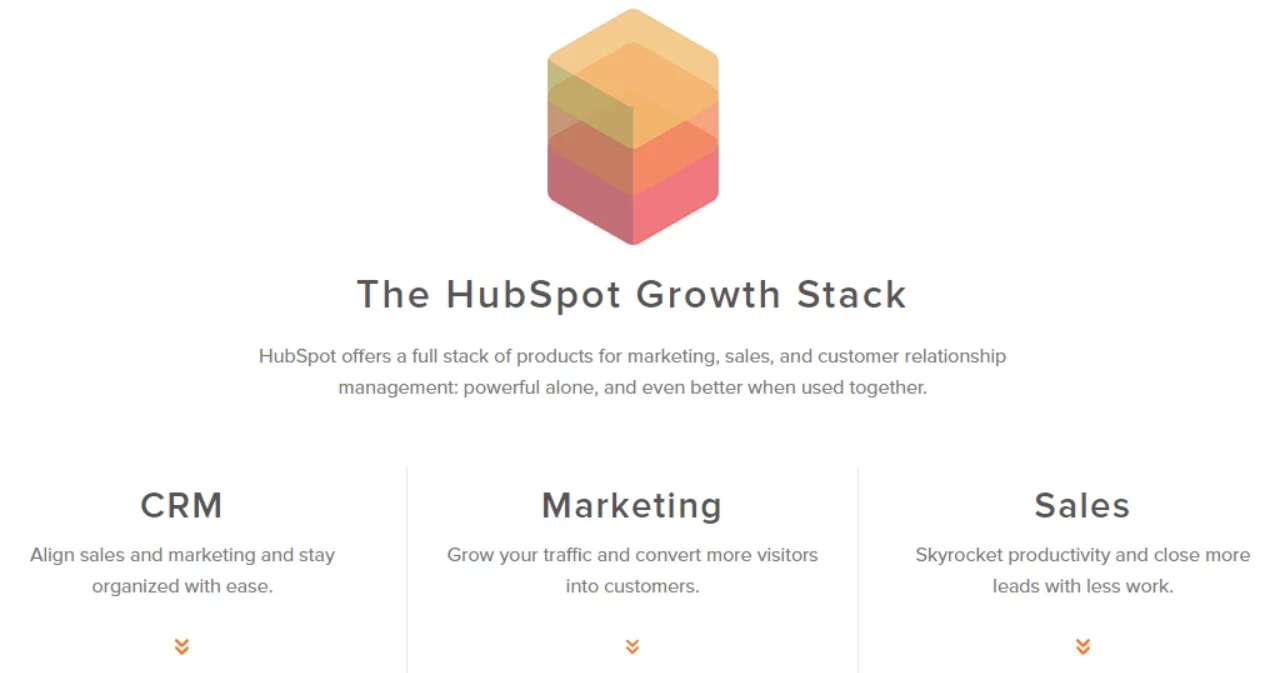 The HubSpot Growth Stack
HubSpot offers a full stack of products for marketing, sales, and customer relationship
management: powerful alone, and even better when used together.
CRM
Align sales and marketing and stay
organized with ease.
Marketing
Grow your traffic and convert more visitors
into customers.
Sales
Skyrocket productivity and close more
leads with less work.